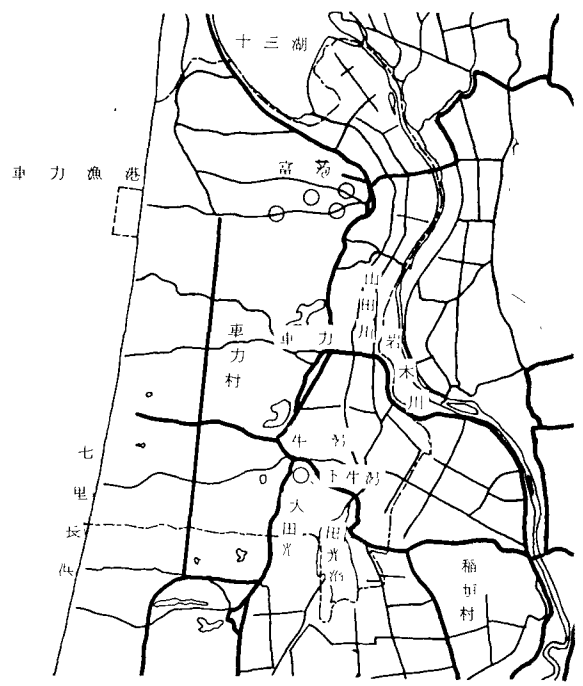 十三湖
車力漁港
富萢
山田川
車力
車力村
岩木川
牛潟
七里長浜
下牛潟
大田光
田光沼
稲垣村